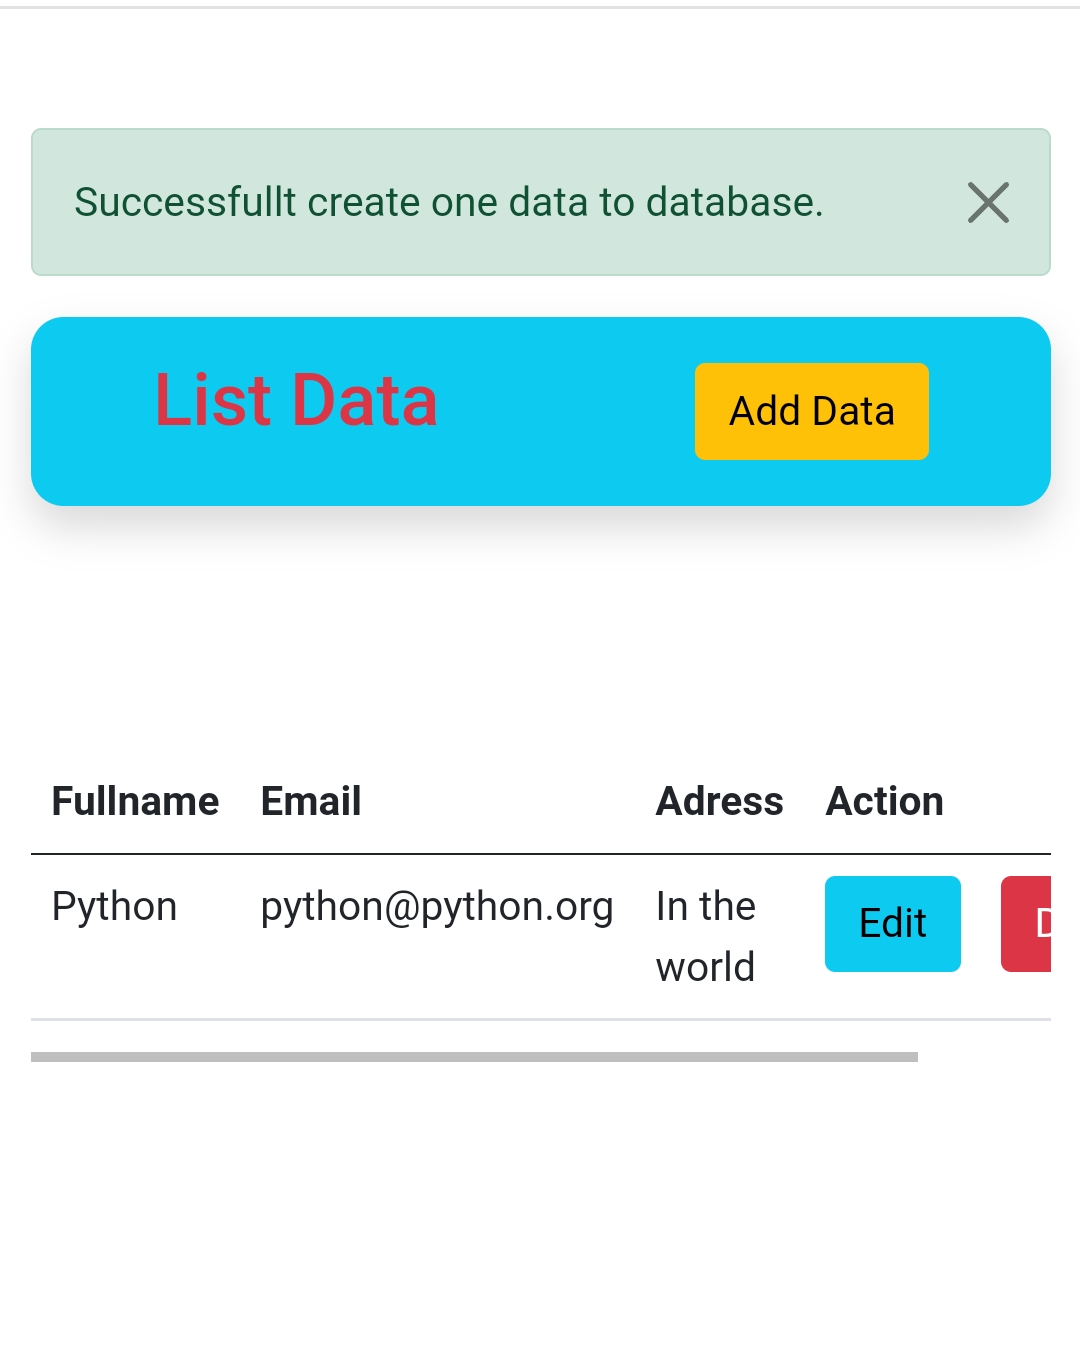 Successfullt create one data to database.
List Data
Add Data
Fullname Email Adress Action
Python python@python.org In the Edit
world